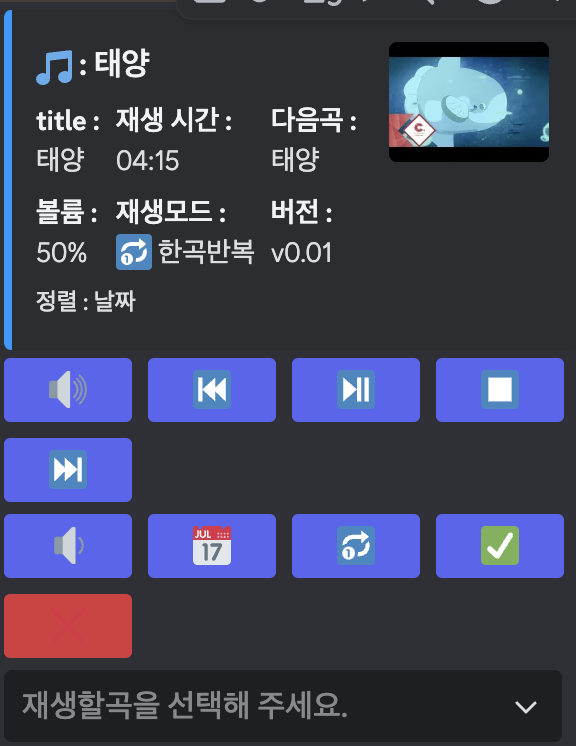 : 태양
title : 재생 시간 : 다음곡 :
태양 04:15 태양
볼륨 : 재생모드 : 버전 :
50% 한곡반복 v0.01
정렬 : 날짜
JUL
17
재생할곡을 선택해 주세요.